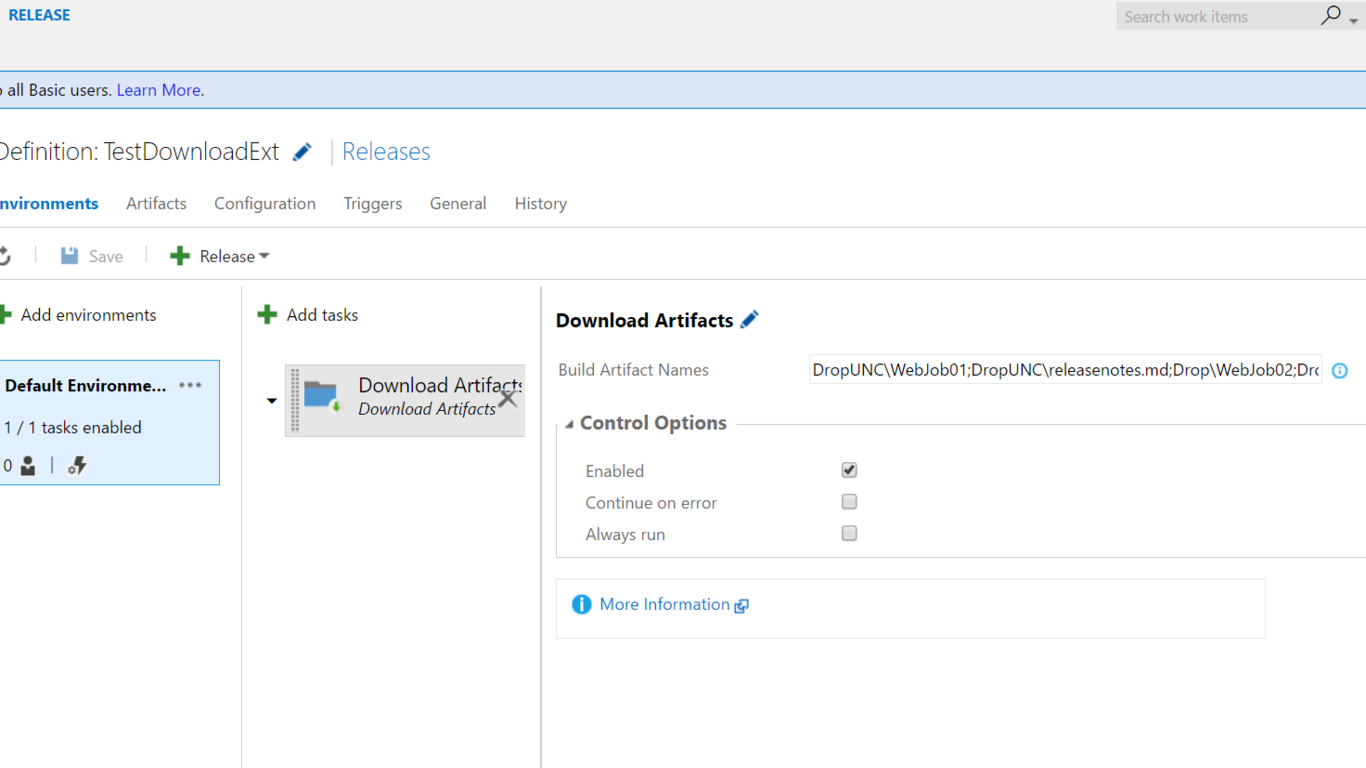 RELEASE
Search work items
all Basic users. Learn More.
Definition: TestDownloadExt | Releases
nvironments Artifacts Configuration Triggers General History
Save Release
Add environments
Add tasks
Download Artifacts
Build Artifact Names DropUNC\WebJob01;DropUNC\releasenotes.md;Drop\WebJob02;Dro
Default Environme... •••
1 / 1 tasks enabled
0
Download Artifacts
Download Artifacts
Control Options
Enabled
Continue on error
Always run
More Information